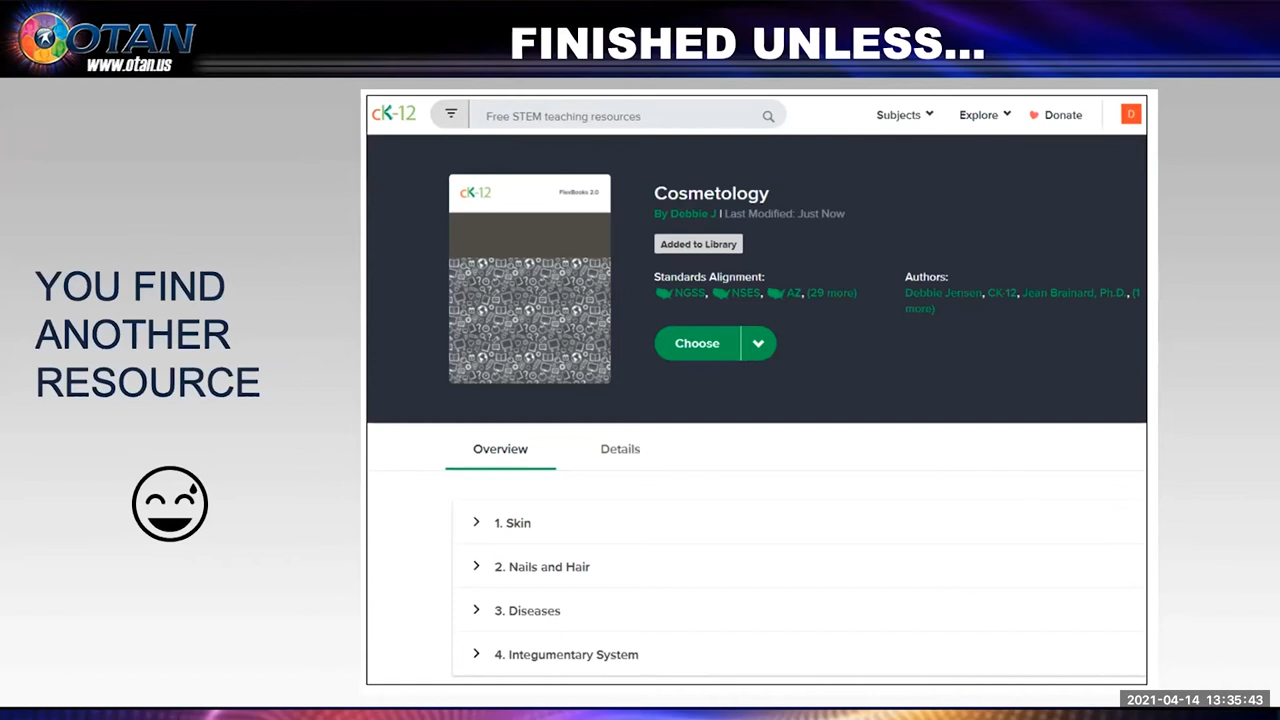 OTAN
www.otan.us
FINISHED UNLESS...
YOU FIND
ANOTHER
RESOURCE
cK-12
Free STEM teaching resources
Subjects
Explore
Donate
D
cK-12
FlexBooks 2.0
Cosmetology
By Debbie J | Last Modified: Just Now
Added to Library
Standards Alignment:
NGSS, NSES, AZ, (29 more)
Authors:
Debbie Jensen, CK-12, Jean Brainard, Ph.D., (1
more)
Choose
Overview
Details
1. Skin
2. Nails and Hair
3. Diseases
4. Integumentary System
2021-04-14 13:35:43